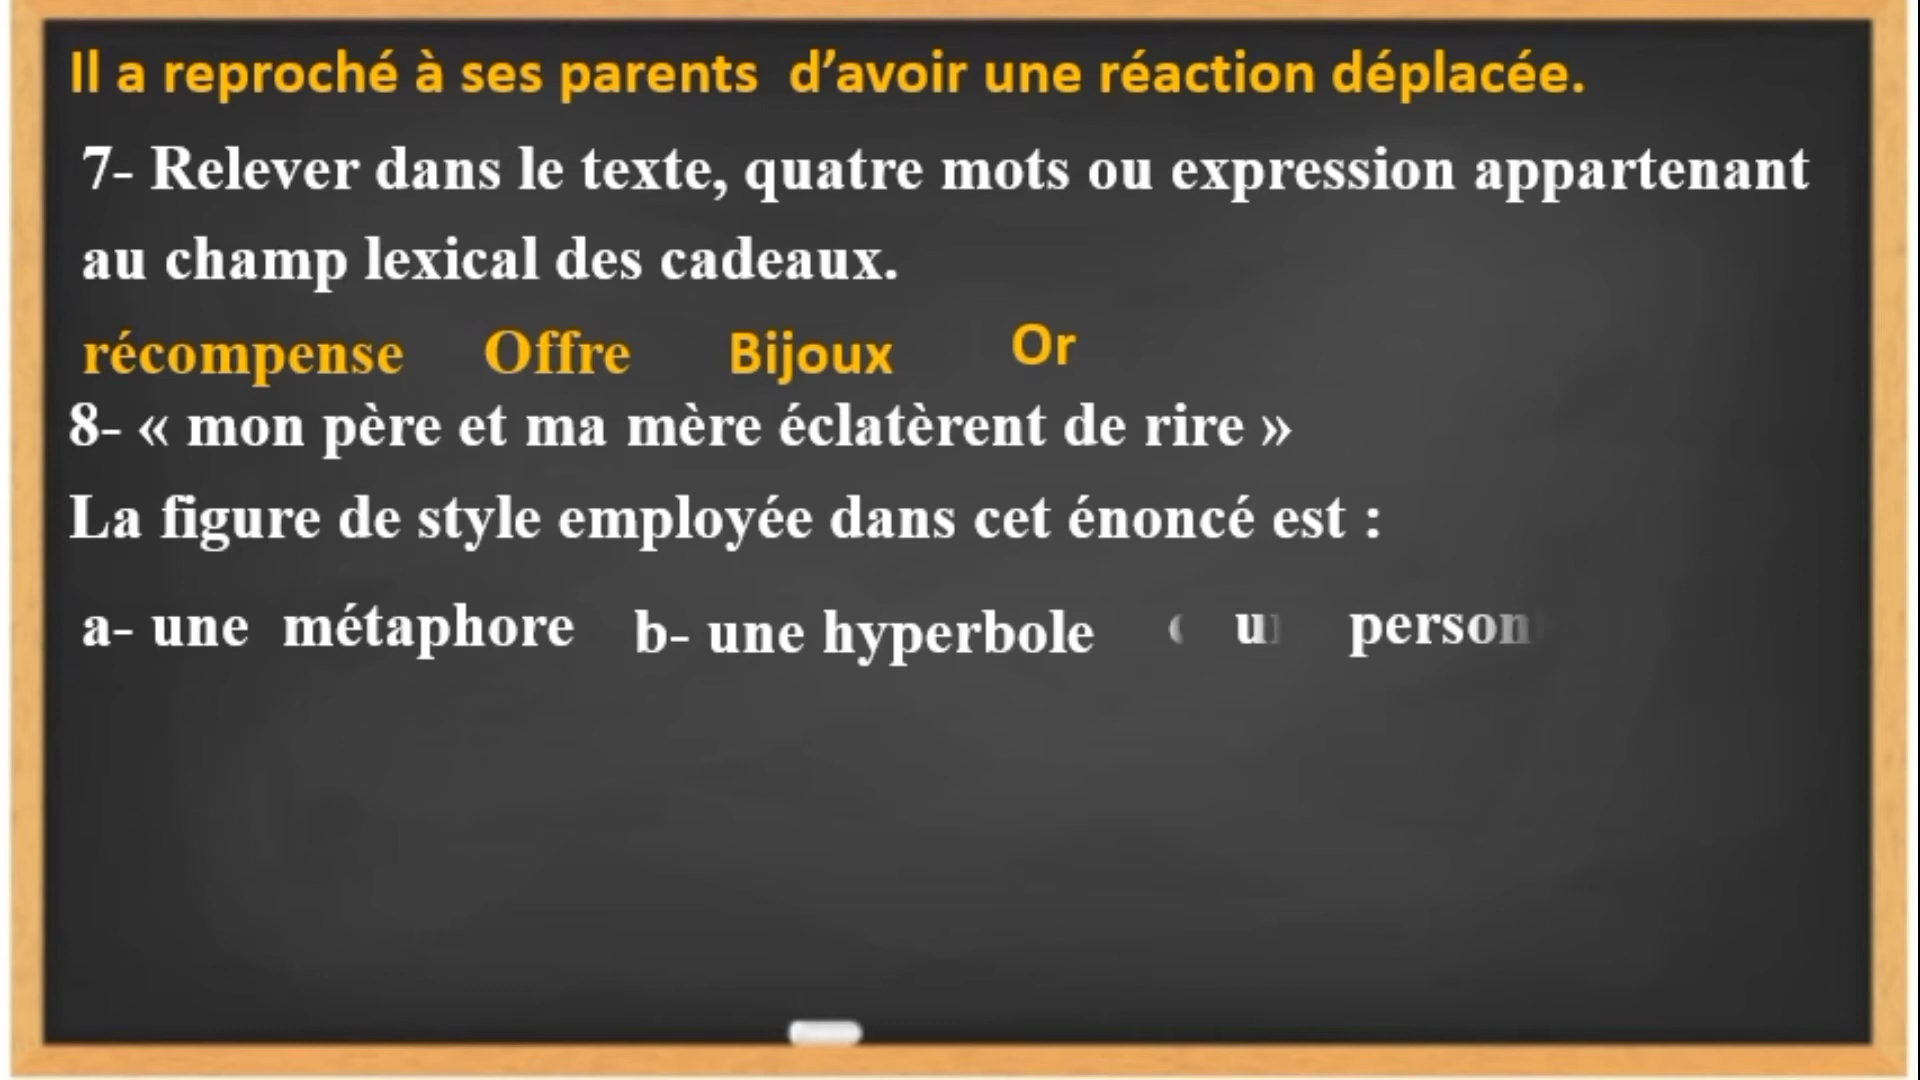 Il a reproché à ses parents d’avoir une réaction déplacée.
7- Relever dans le texte, quatre mots ou expression appartenant
au champ lexical des cadeaux.
récompense Offre Bijoux Or
8- « mon père et ma mère éclatèrent de rire »
La figure de style employée dans cet énoncé est :
a- une métaphore b- une hyperbole